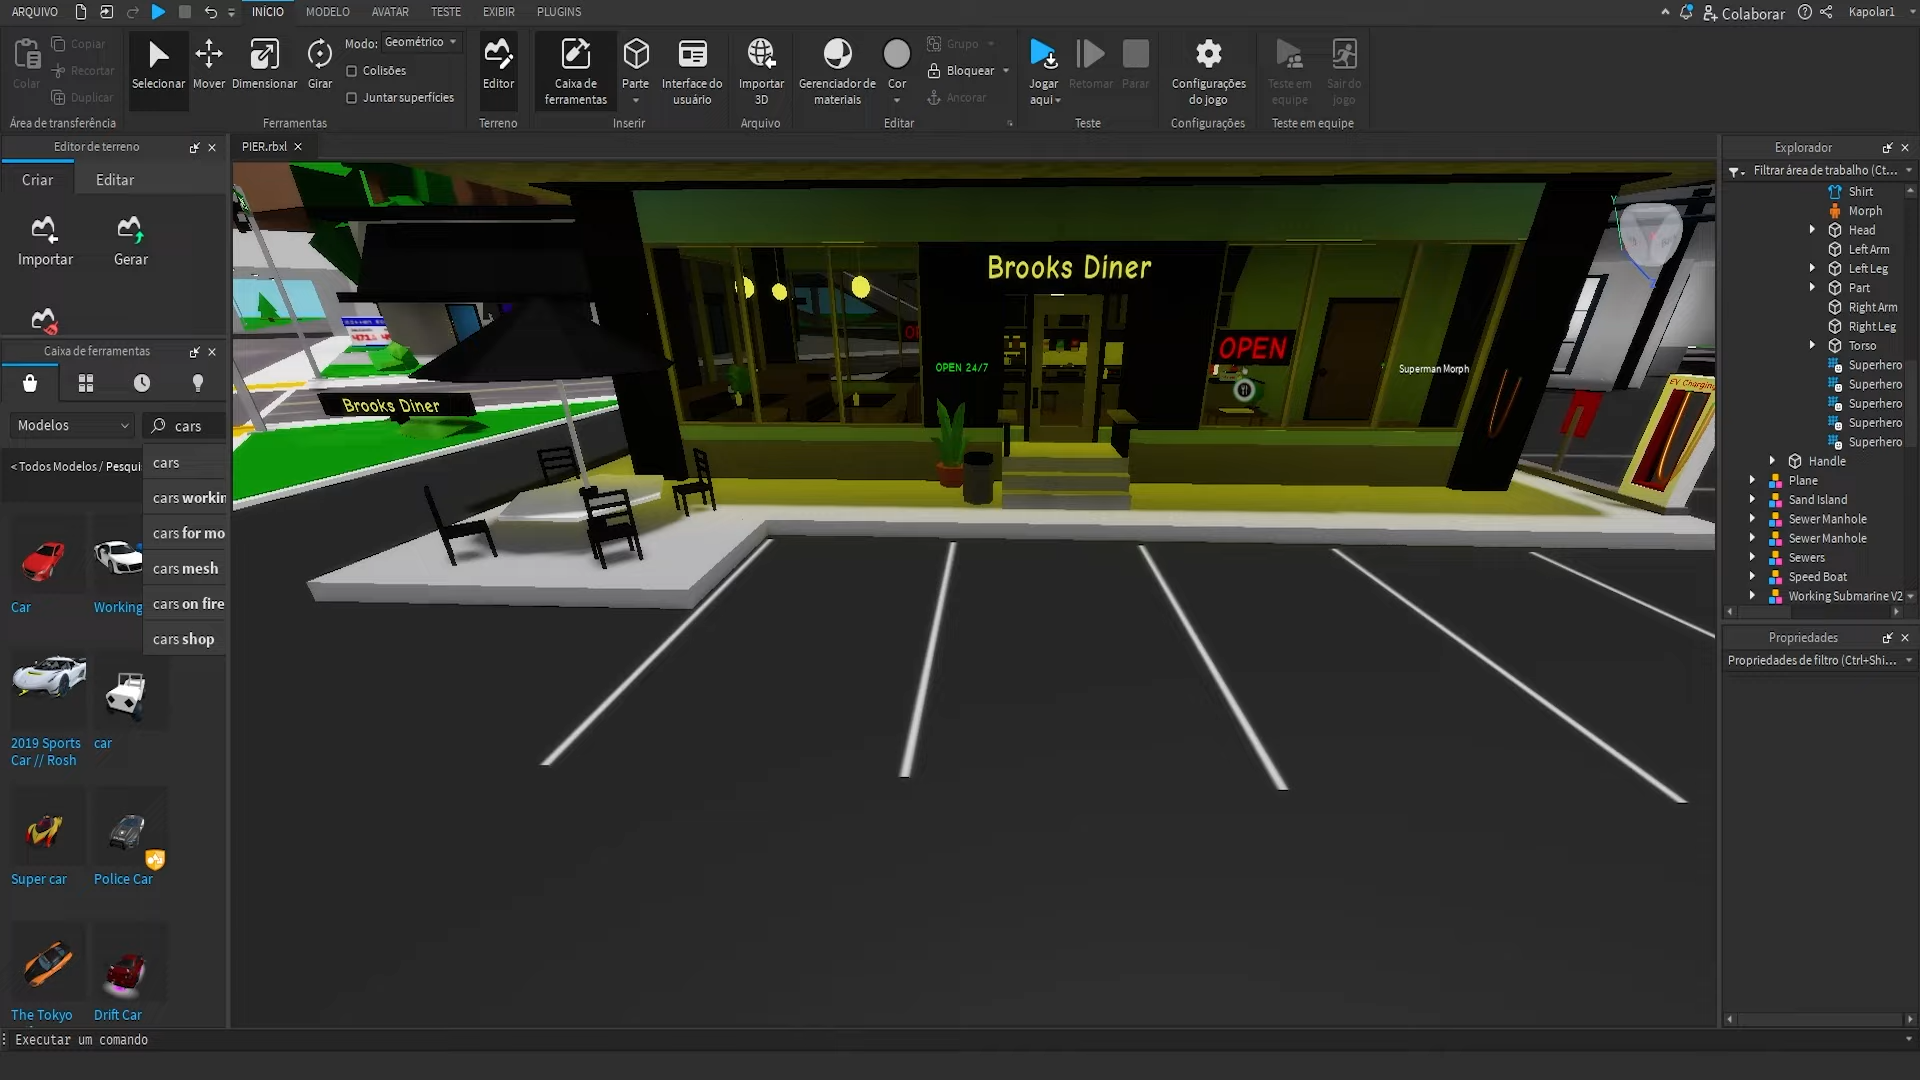 ARQUIVO
INÍCIO
MODELO
AVATAR
TESTE
EXIBIR
PLUGINS
Colaborar
Kapolar1
Colar
Copiar
Recortar
Duplicar
Área de transferência
Selecionar
Mover
Dimensionar
Girar
Modo:
Geométrico
Colisões
Juntar superfícies
Ferramentas
Editor
Terreno
Caixa de
ferramentas
Parte
Interface do
usuário
Inserir
Importar
3D
Arquivo
Gerenciador de
materiais
Cor
Grupo
Bloquear
Ancorar
Editar
Jogar
aqui
Retomar
Parar
Teste
Configurações
do jogo
Configurações
Teste em
equipe
Sair do
jogo
Teste em equipe
Editor de terreno
Criar
Editar
Importar
Gerar
Caixa de ferramentas
Modelos
cars
< Todos Modelos / Pesqui
cars
cars workin
cars for mo
cars mesh
cars on fire
cars shop
Car
Working
2019 Sports
Car // Rosh
car
Super car
Police Car
The Tokyo
Drift Car
PIER.rbxl
Brooks Diner
Brooks Diner
OPEN 24/7
OPEN
Superman Morph
EV Charging
Y
Explorador
Filtrar área de trabalho (Ct...
Shirt
Morph
Head
Left Arm
Left Leg
Part
Right Arm
Right Leg
Torso
Superhero
Superhero
Superhero
Superhero
Superhero
Handle
Plane
Sand Island
Sewer Manhole
Sewer Manhole
Sewers
Speed Boat
Working Submarine V2
Propriedades
Propriedades de filtro (Ctrl+Shi...
Executar um comando